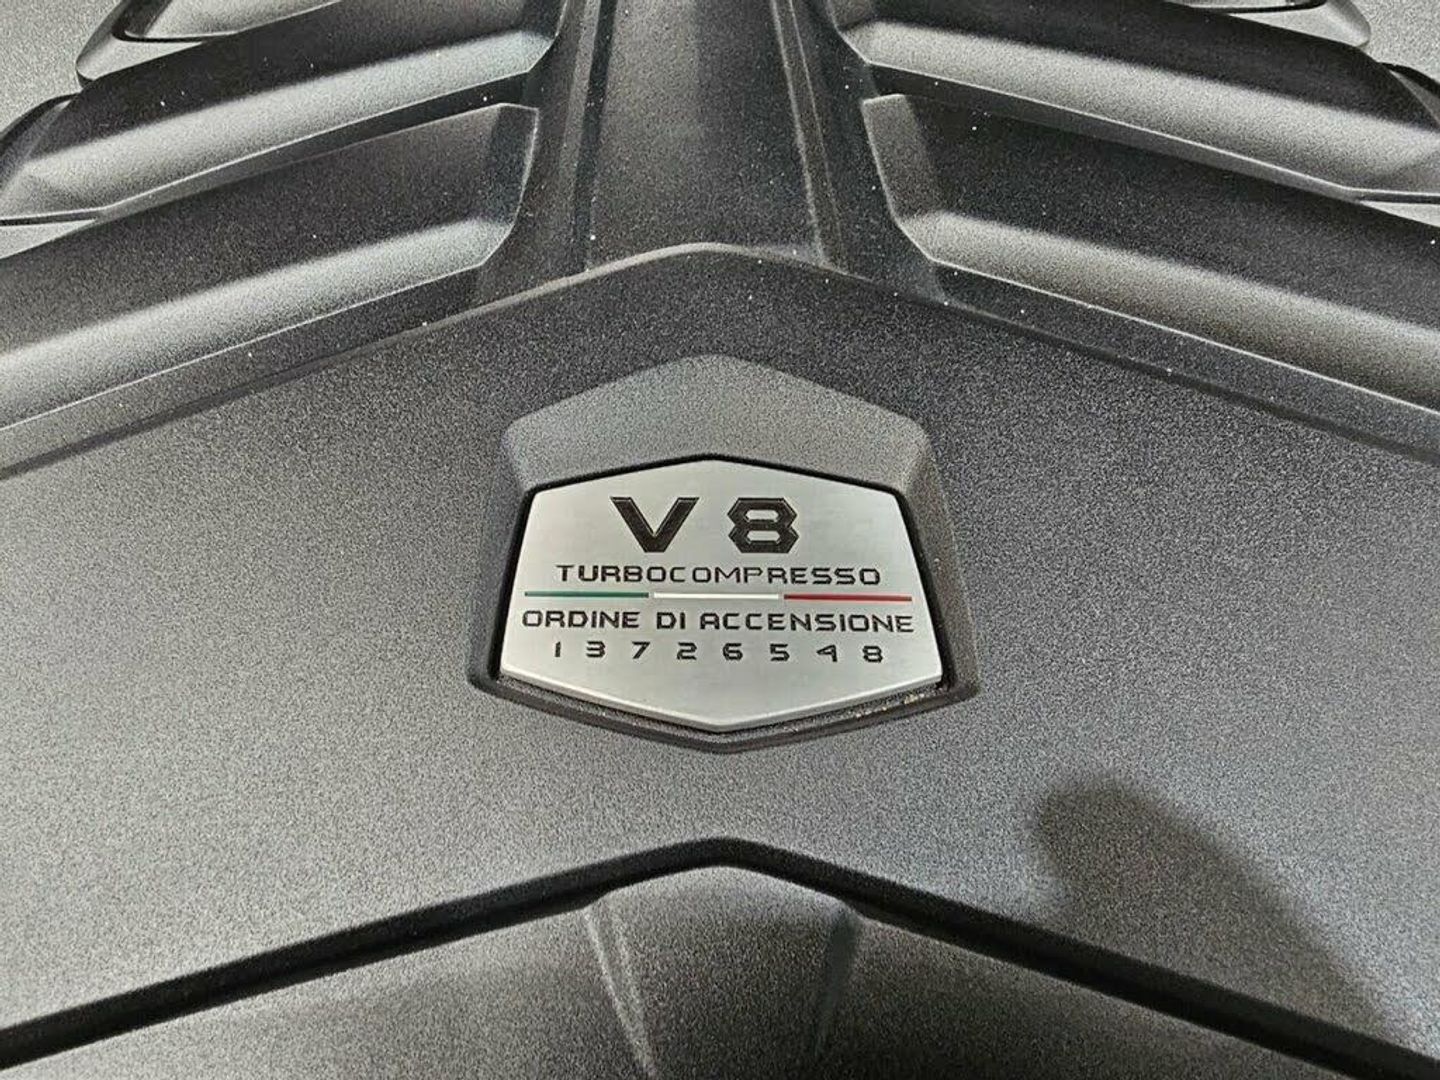 V8
TURBOCOMPRESSO
ORDINE DI ACCENSIONE
1 3 7 2 6 5 4 8